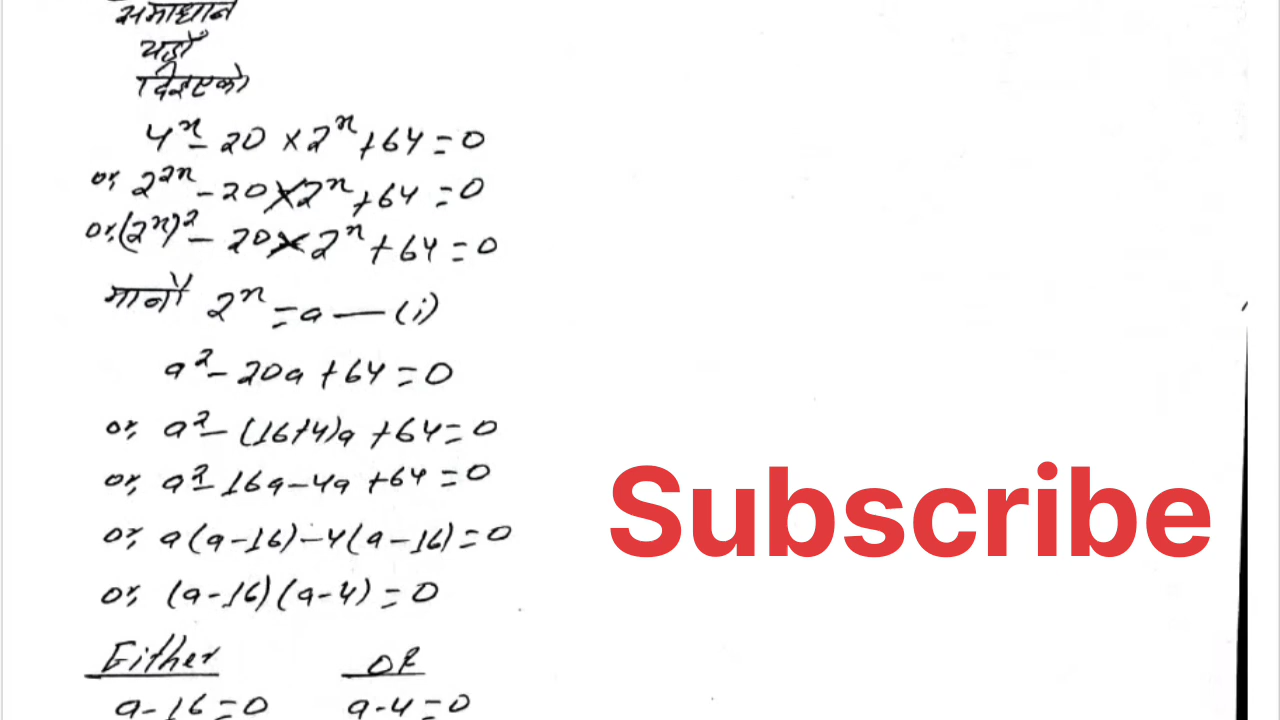 समाधान
यहाँ
दिइएको
4^x - 20 × 2^x + 64 = 0
or, 2^2x - 20 × 2^x + 64 = 0
or, (2^x)^2 - 20 × 2^x + 64 = 0
मानौ 2^x = a — (i)
a^2 - 20a + 64 = 0
or, a^2 - (16+4)a + 64 = 0
or, a^2 - 16a - 4a + 64 = 0
or, a(a-16) - 4(a-16) = 0
or, (a-16)(a-4) = 0
Either OR
a-16=0 a-4=0
Subscribe